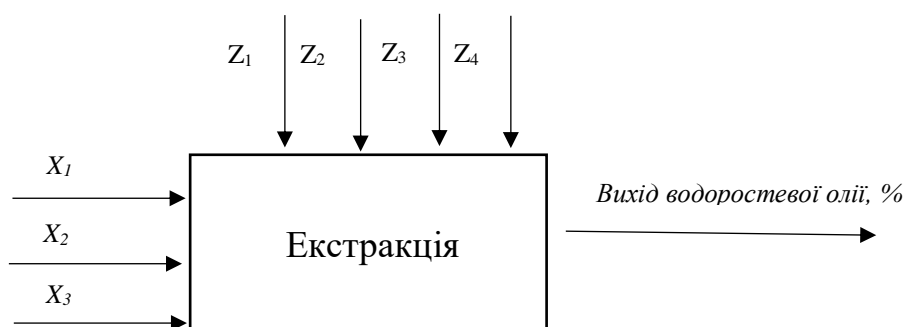 Z₁ Z₂ Z₃ Z₄
X₁
Вихід водоростевої олії, %
X₂
Екстракція
X₃